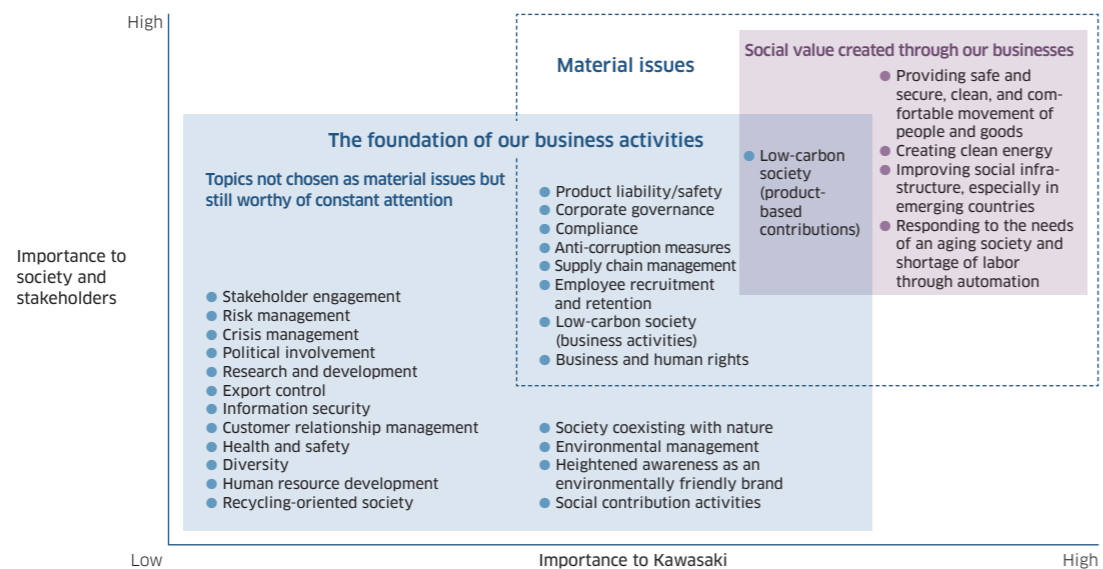 High
Material issues
Social value created through our businesses
Providing safe and
secure, clean, and com-
fortable movement of
people and goods
Creating clean energy
Improving social infra-
structure, especially in
emerging countries
Responding to the needs
of an aging society and
shortage of labor
through automation
The foundation of our business activities
Low-carbon
society
(product-
based
contributions)
Topics not chosen as material issues but
still worthy of constant attention
Product liability/safety
Corporate governance
Compliance
Anti-corruption measures
Supply chain management
Employee recruitment
and retention
Low-carbon society
(business activities)
Business and human rights
Importance to
society and
stakeholders
Stakeholder engagement
Risk management
Crisis management
Political involvement
Research and development
Export control
Information security
Customer relationship management
Health and safety
Diversity
Human resource development
Recycling-oriented society
Society coexisting with nature
Environmental management
Heightened awareness as an
environmentally friendly brand
Social contribution activities
Low
Importance to Kawasaki
High